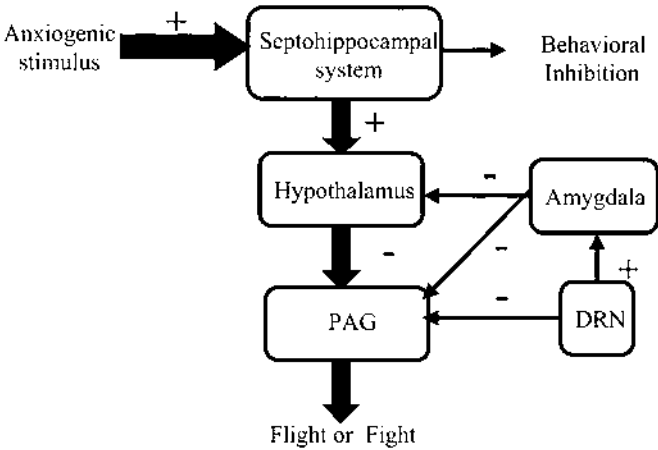 Anxiogenic
stimulus
+
Septohippocampal
system
Behavioral
Inhibition
+
Hypothalamus
-
Amygdala
-
-
+
PAG
-
DRN
Flight or Fight